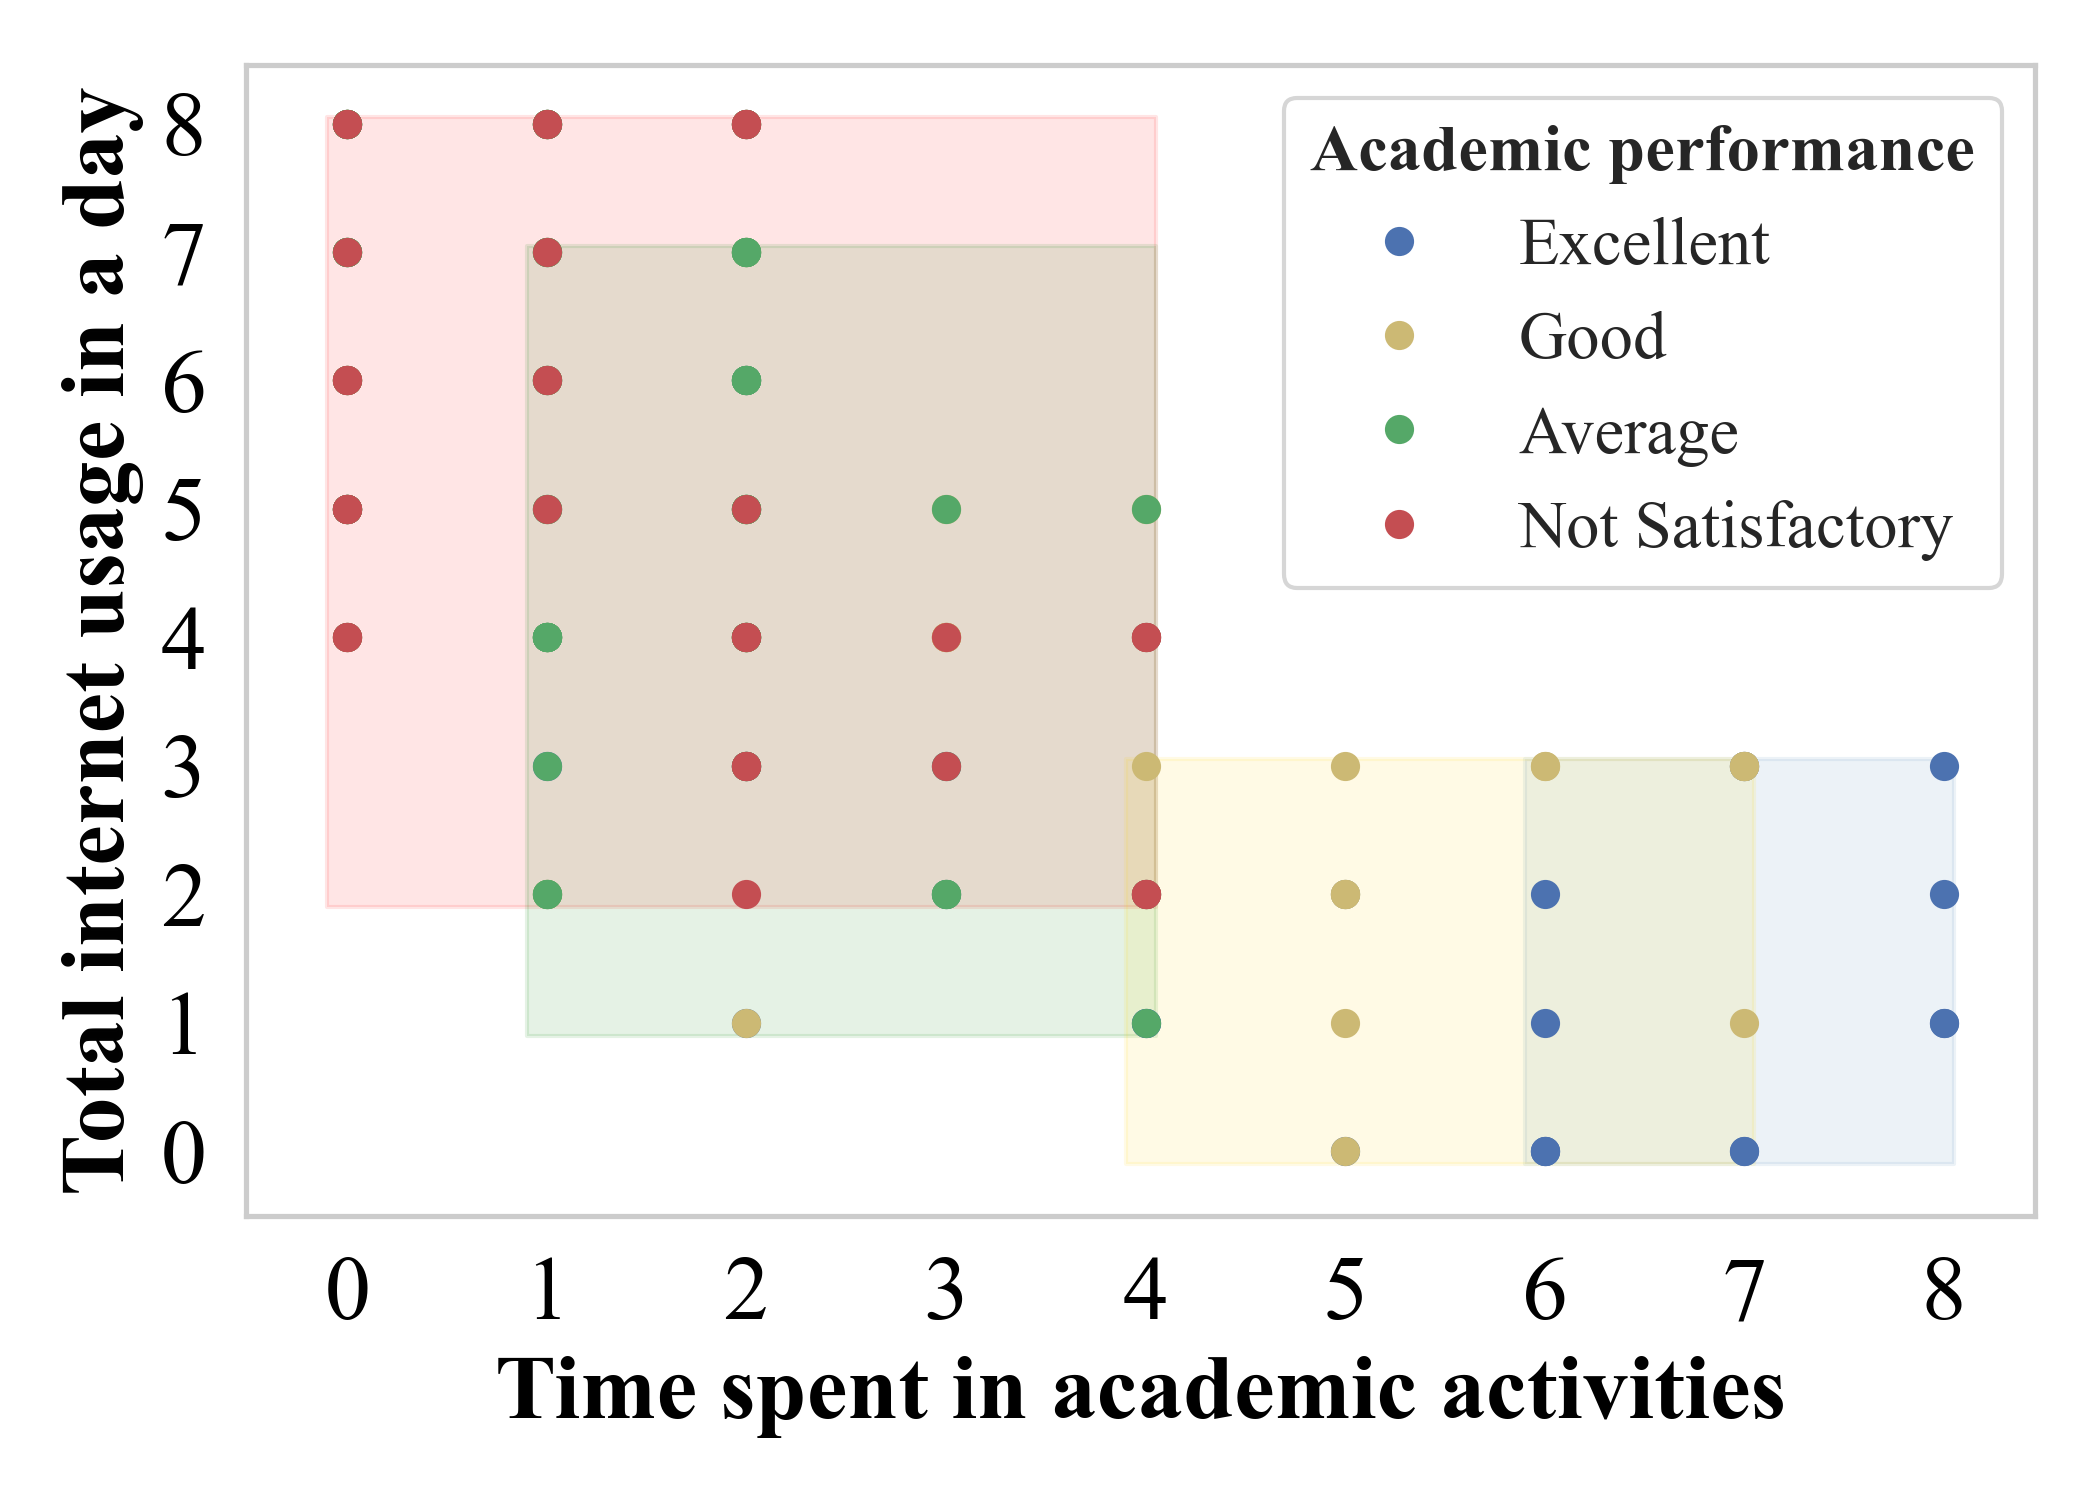 Total internet usage in a day
8
7
6
5
4
3
2
1
0
Academic performance
Excellent
Good
Average
Not Satisfactory
0 1 2 3 4 5 6 7 8
Time spent in academic activities